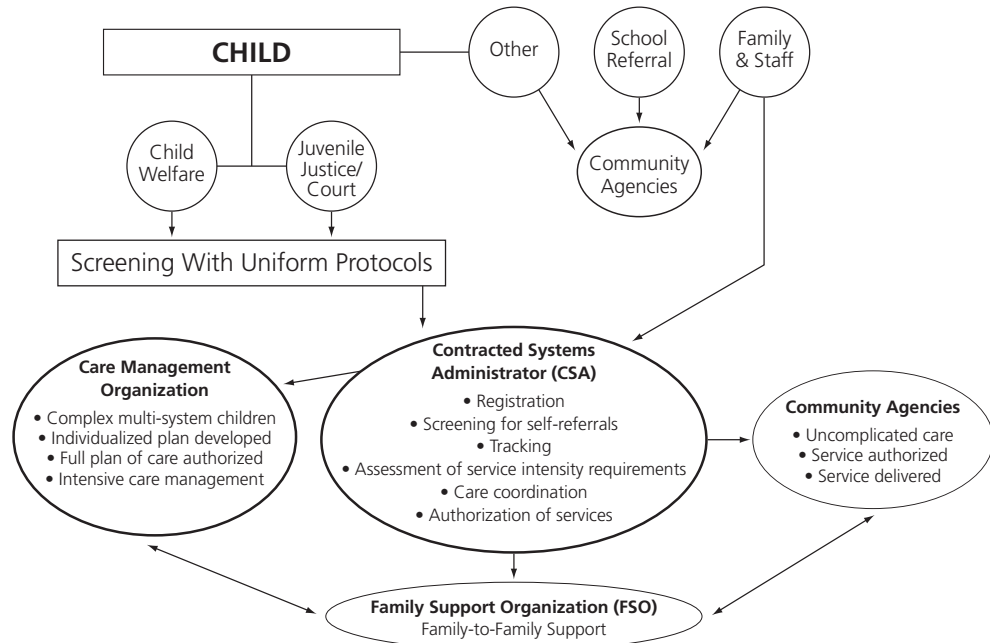 CHILD
Other
School
Referral
Family
& Staff
Child
Welfare
Juvenile
Justice/
Court
Community
Agencies
Screening With Uniform Protocols
Care Management
Organization
• Complex multi-system children
• Individualized plan developed
• Full plan of care authorized
• Intensive care management
Contracted Systems
Administrator (CSA)
• Registration
• Screening for self-referrals
• Tracking
• Assessment of service intensity requirements
• Care coordination
• Authorization of services
Community Agencies
• Uncomplicated care
• Service authorized
• Service delivered
Family Support Organization (FSO)
Family-to-Family Support